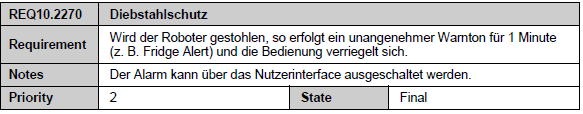 REQ10.2270 Diebstahlschutz
Requirement Wird der Roboter gestohlen, so erfolgt ein unangenehmer Warnton für 1 Minute
(z. B. Fridge Alert) und die Bedienung verriegelt sich.
Notes Der Alarm kann über das Nutzerinterface ausgeschaltet werden.
Priority 2 State Final